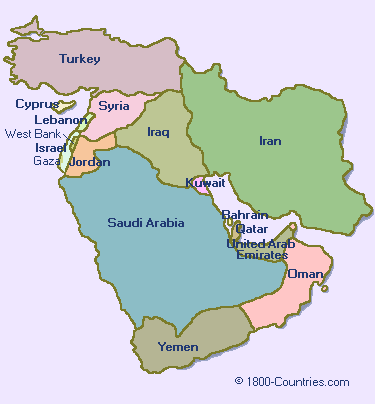 Turkey
Cyprus
Syria
Lebanon
West Bank
Iraq
Iran
Israel
Gaza
Jordan
Kuwait
Saudi Arabia
Bahrain
Qatar
United Arab
Emirates
Oman
Yemen
© 1800-Countries.com